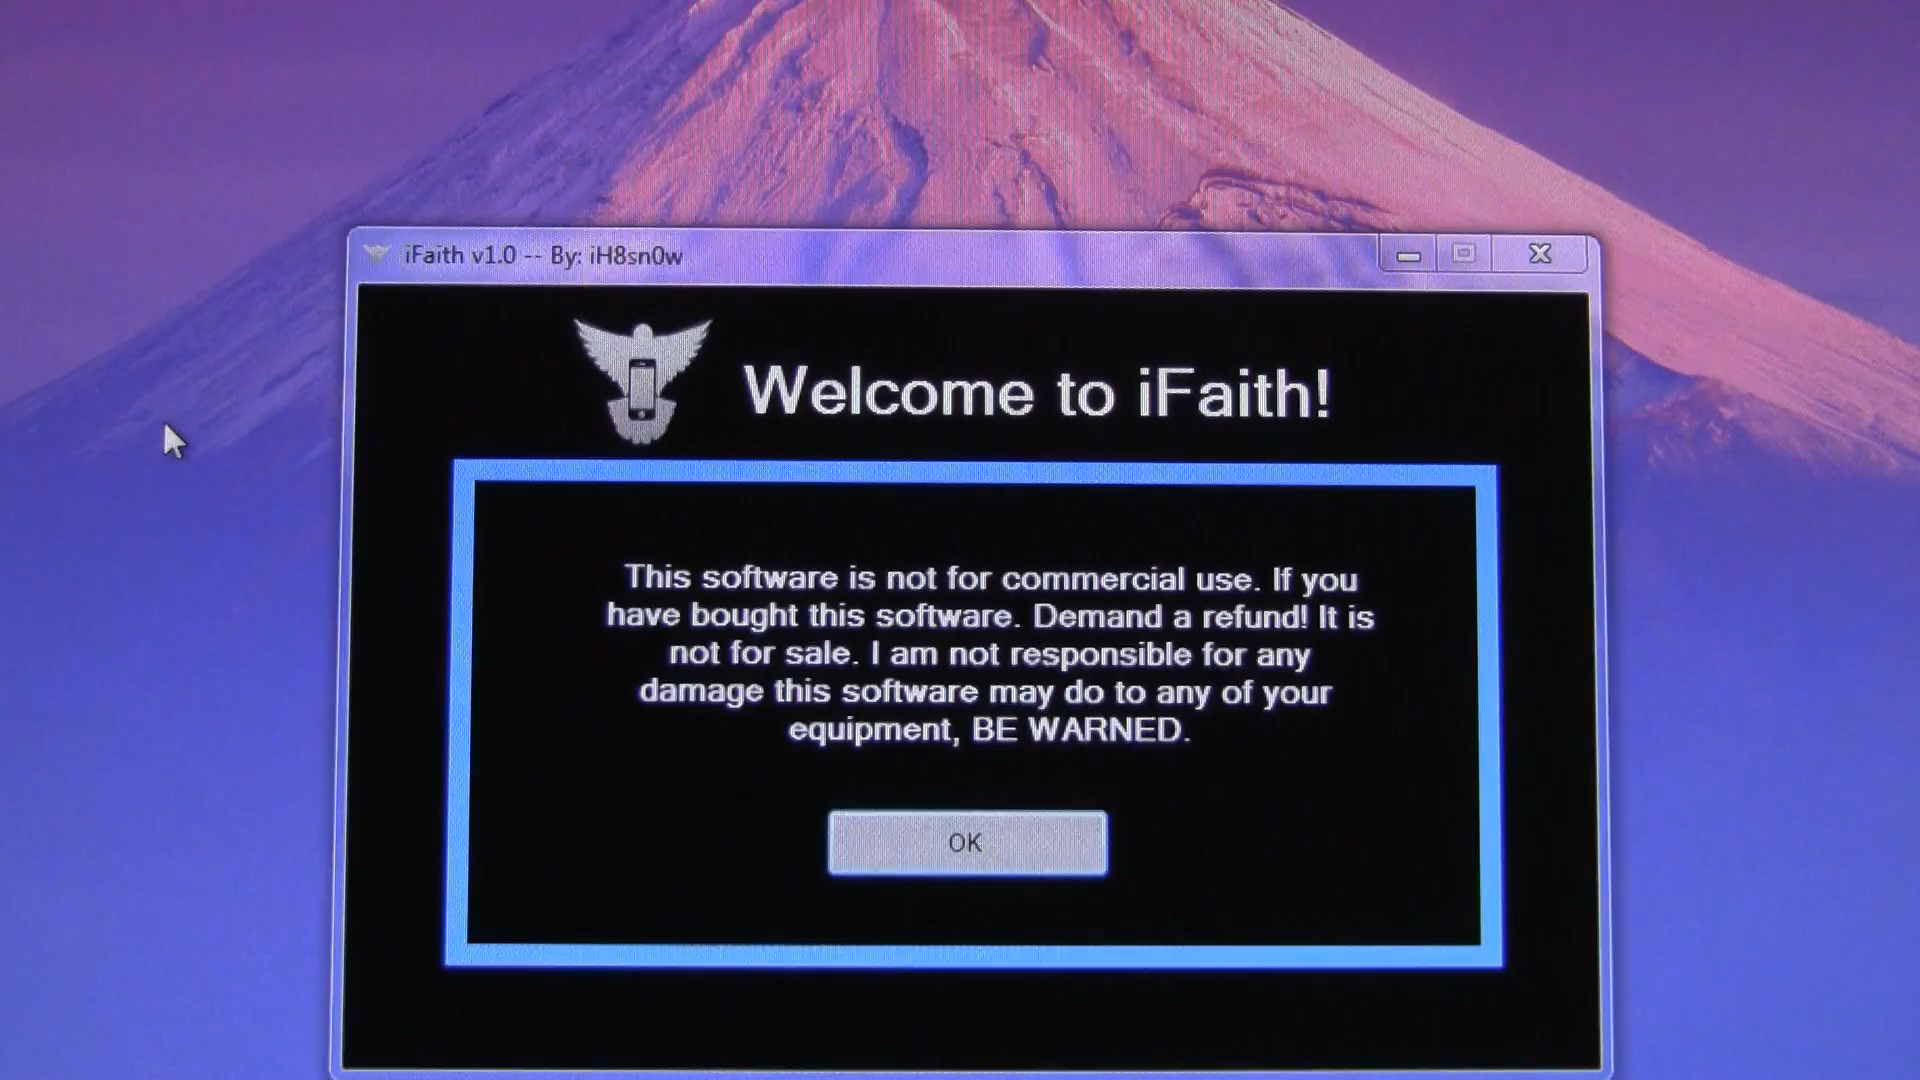 iFaith v1.0 -- By: iH8sn0w
Welcome to iFaith!
This software is not for commercial use. If you
have bought this software. Demand a refund! It is
not for sale. I am not responsible for any
damage this software may do to any of your
equipment, BE WARNED.
OK